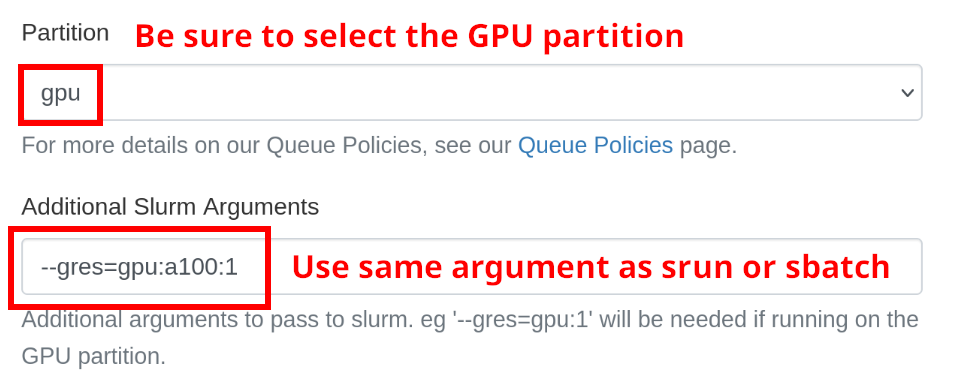 Partition Be sure to select the GPU partition
gpu
For more details on our Queue Policies, see our Queue Policies page.
Additional Slurm Arguments
--gres=gpu:a100:1 Use same argument as srun or sbatch
Additional arguments to pass to slurm. eg '--gres=gpu:1' will be needed if running on the
GPU partition.